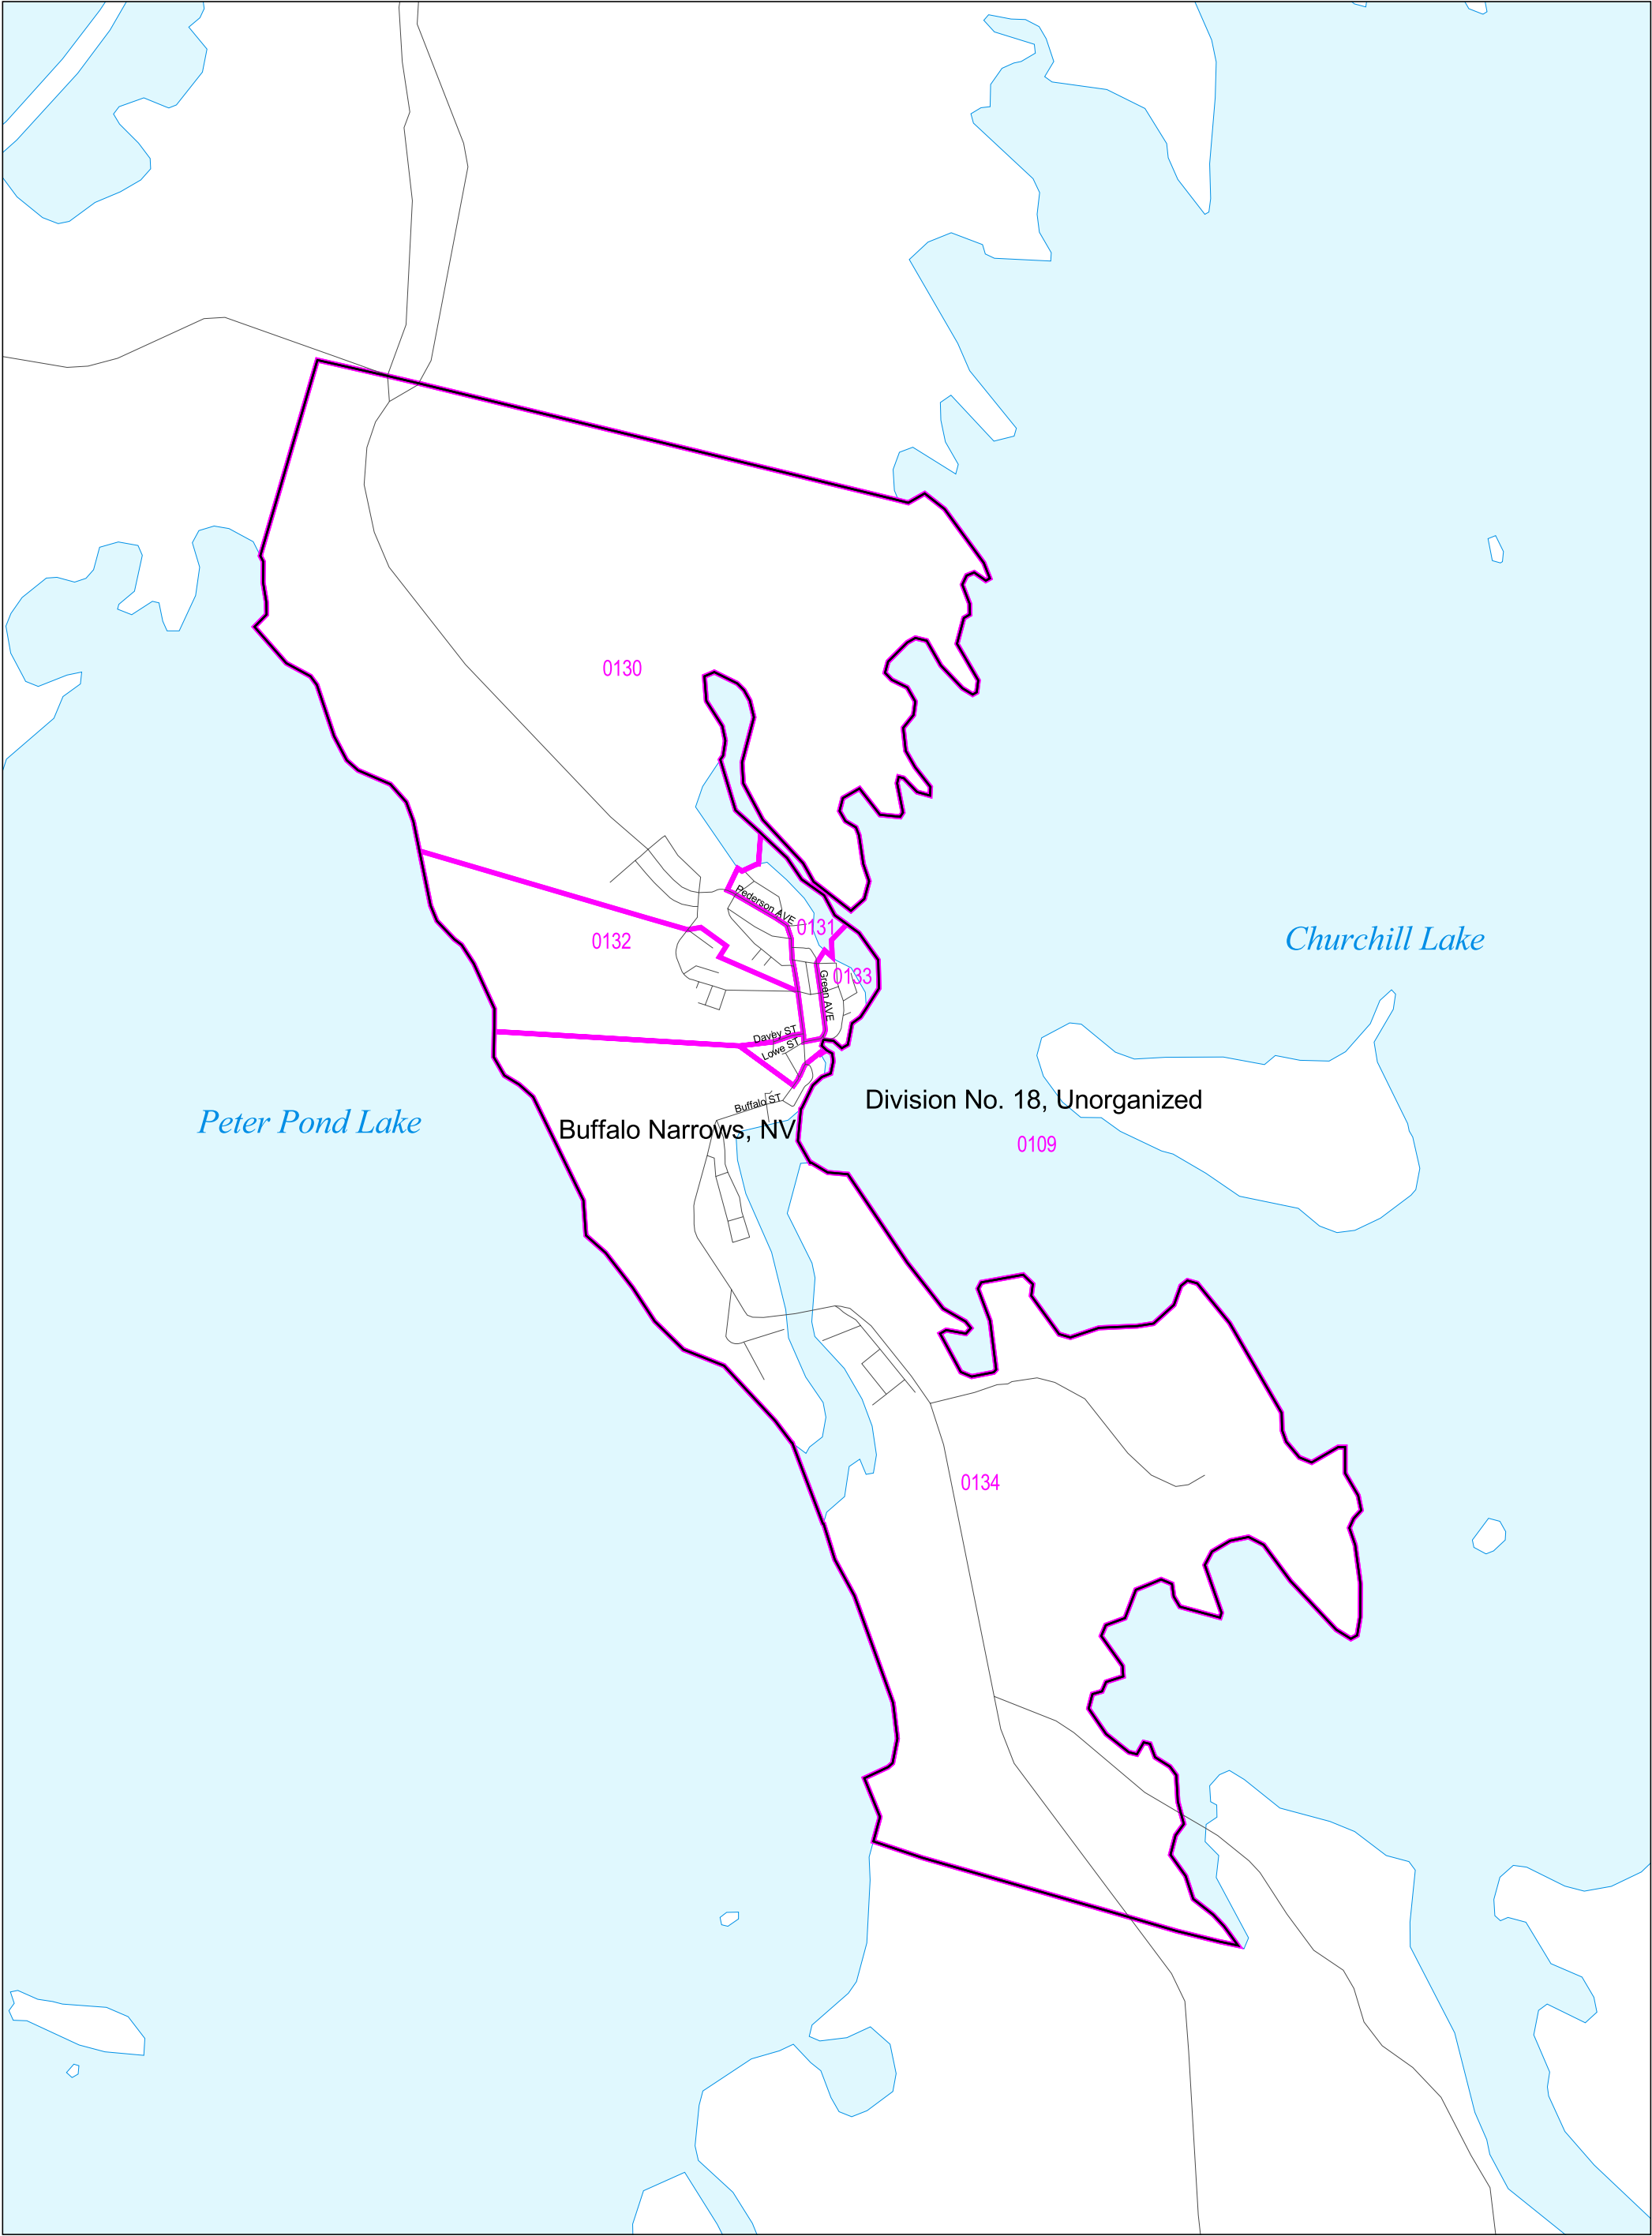 0130
Pederson AVE
0131
0132
Churchill Lake
0133
Green AVE
Davey ST
Lowe ST
Buffalo ST
Division No. 18, Unorganized
Peter Pond Lake
Buffalo Narrows, NV
0109
0134